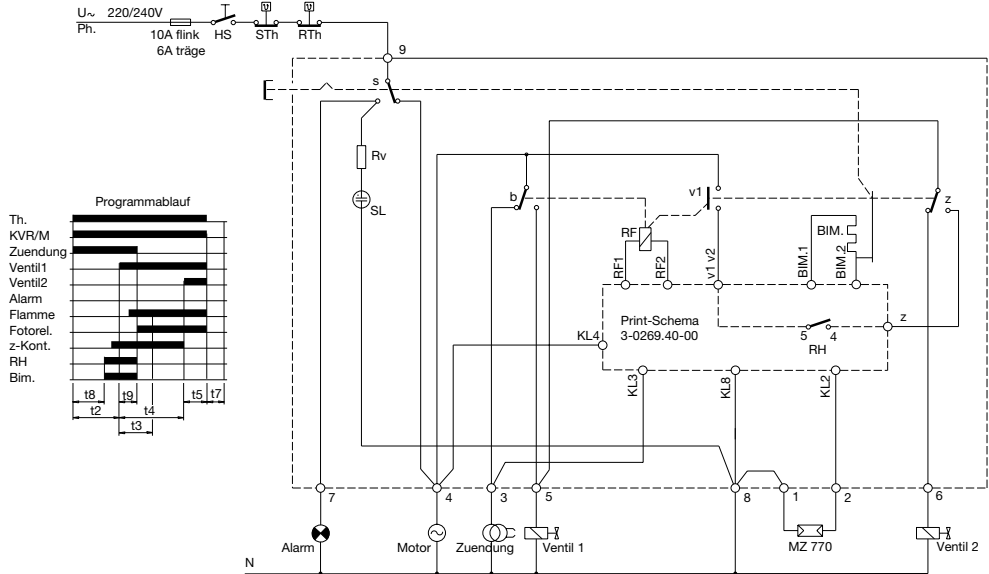 U~ 220/240V
Ph.
10A flink
6A träge
HS
STh
RTh
9
s
Rv
SL
b
v1
z
RF
RF1
RF2
v1 v2
BIM.1
BIM.
BIM.2
Print-Schema
3-0269.40-00
5
4
RH
z
KL4
KL3
KL8
KL2
Programmablauf
Th.
KVR/M
Zuendung
Ventil1
Ventil2
Alarm
Flamme
Fotorel.
z-Kont.
RH
Bim.
t8
t9
t5
t7
t2
t4
t3
7
4
3
5
8
1
2
6
Alarm
Motor
Zuendung
Ventil 1
MZ 770
Ventil 2
N